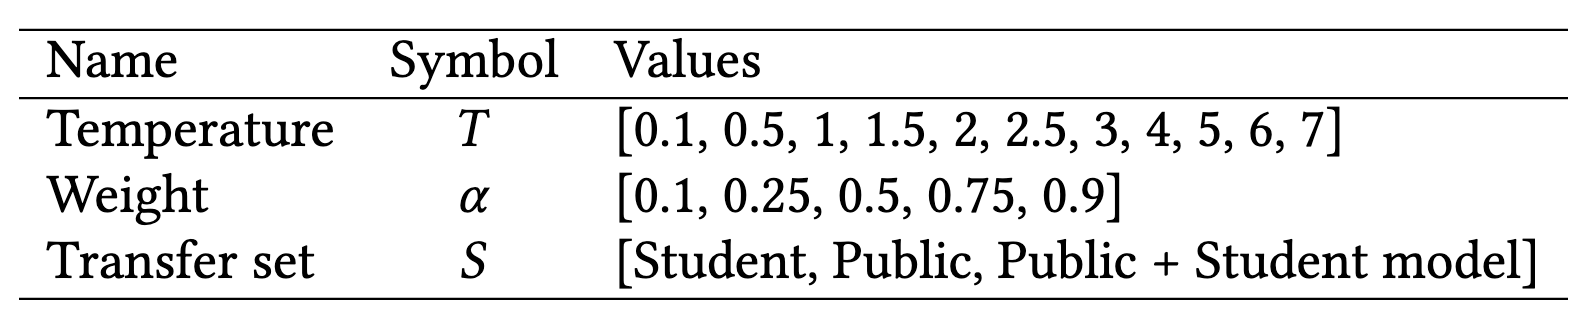 Name Symbol Values
Temperature T [0.1, 0.5, 1, 1.5, 2, 2.5, 3, 4, 5, 6, 7]
Weight α [0.1, 0.25, 0.5, 0.75, 0.9]
Transfer set S [Student, Public, Public + Student model]